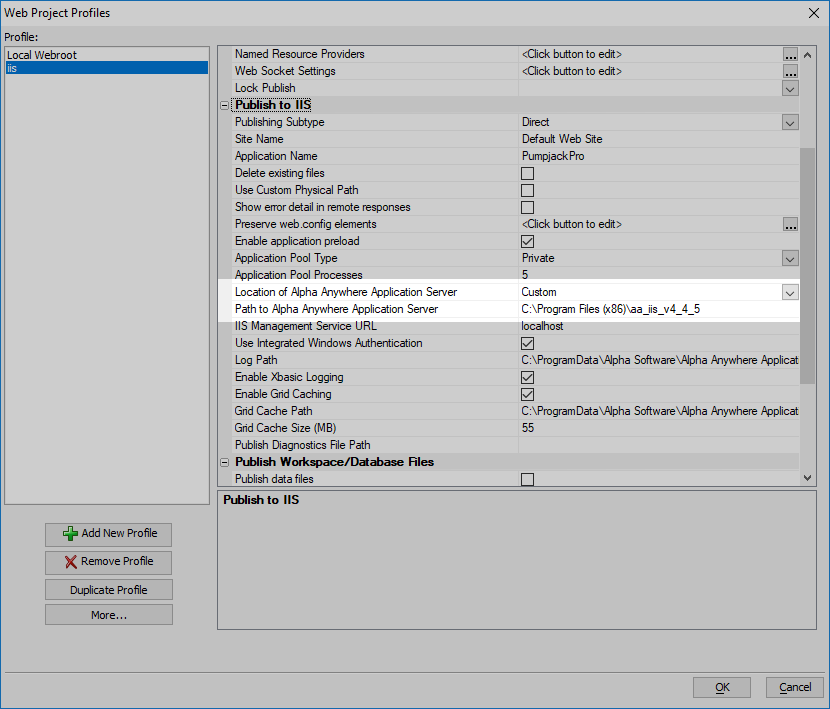 Web Project Profiles
Profile:
Local Webroot
iis
Named Resource Providers <Click button to edit> ...
Web Socket Settings <Click button to edit> ...
Lock Publish
Publish to IIS
Publishing Subtype Direct
Site Name Default Web Site
Application Name PumpjackPro
Delete existing files
Use Custom Physical Path
Show error detail in remote responses
Preserve web.config elements <Click button to edit> ...
Enable application preload
Application Pool Type Private
Application Pool Processes 5
Location of Alpha Anywhere Application Server Custom
Path to Alpha Anywhere Application Server C:\Program Files (x86)\aa_iis_v4_4_5
IIS Management Service URL localhost
Use Integrated Windows Authentication
Log Path C:\ProgramData\Alpha Software\Alpha Anywhere Applicat
Enable Xbasic Logging
Enable Grid Caching
Grid Cache Path C:\ProgramData\Alpha Software\Alpha Anywhere Applicat
Grid Cache Size (MB) 55
Publish Diagnostics File Path
Publish Workspace/Database Files
Publish data files
Publish to IIS
Add New Profile
Remove Profile
Duplicate Profile
More...
OK Cancel